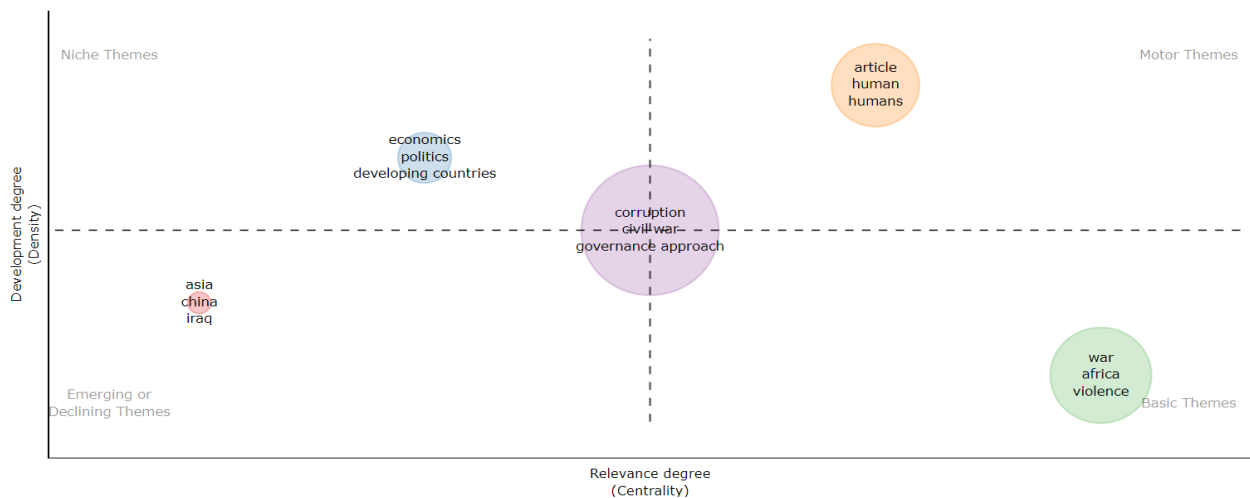 Niche Themes
Motor Themes
article
human
humans
economics
politics
developing countries
corruption
civil war
governance approach
asia
china
iraq
war
africa
violence
Emerging or
Declining Themes
Basic Themes
Development degree
(Density)
Relevance degree
(Centrality)